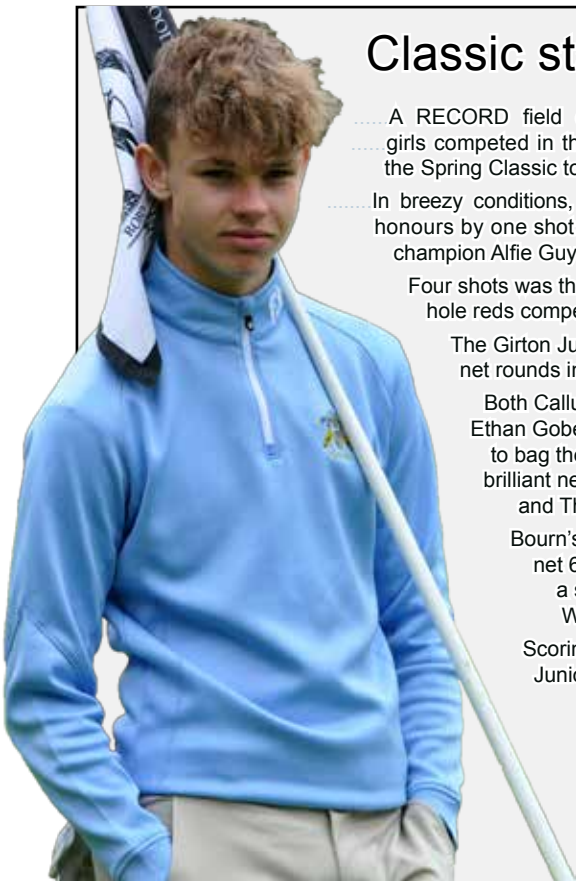 Classic st
A RECORD field
girls competed in th
the Spring Classic to
In breezy conditions,
honours by one shot
champion Alfie Guy
Four shots was th
hole reds compe
The Girton Ju
net rounds in
Both Callu
Ethan Gobe
to bag the
brilliant ne
and Th
Bourn's
net 6
a s
W
Scorin
Junio